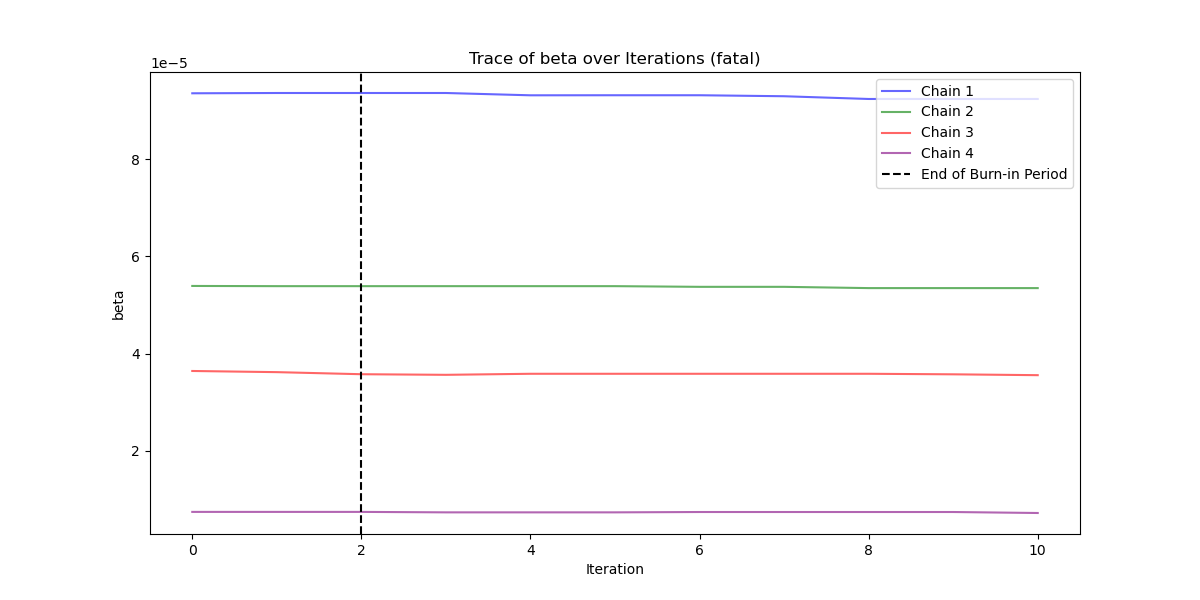 Trace of beta over Iterations (fatal)
1e−5
Chain 1
Chain 2
Chain 3
Chain 4
End of Burn-in Period
8
6
4
2
beta
0 2 4 6 8 10
Iteration